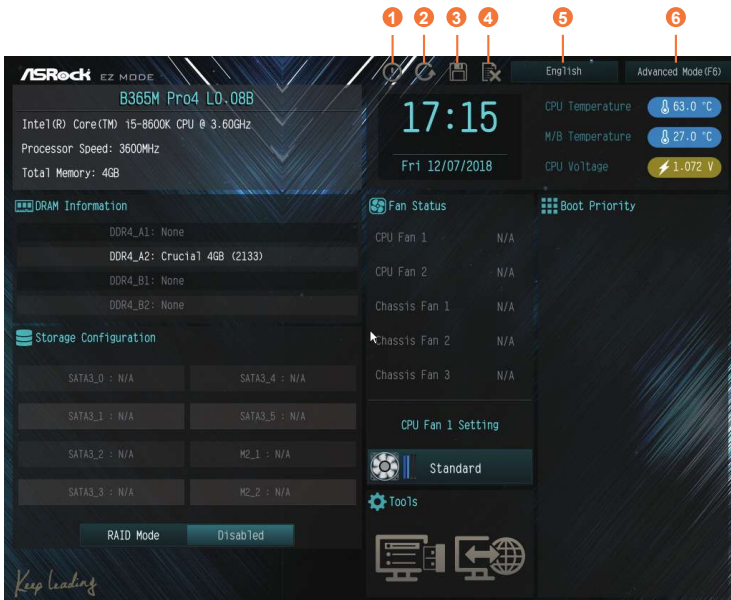 1 2 3 4 5 6
ASRock EZ MODE
English
Advanced Mode(F6)
B365M Pro4 L0.08B
Intel(R) Core(TM) i5-8600K CPU @ 3.60GHz
Processor Speed: 3600MHz
Total Memory: 4GB
17:15
Fri 12/07/2018
CPU Temperature 63.0 °C
M/B Temperature 27.0 °C
CPU Voltage 1.072 V
DRAM Information
DDR4_A1: None
DDR4_A2: Crucial 4GB (2133)
DDR4_B1: None
DDR4_B2: None
Storage Configuration
SATA3_0 : N/A SATA3_4 : N/A
SATA3_1 : N/A SATA3_5 : N/A
SATA3_2 : N/A M2_1 : N/A
SATA3_3 : N/A M2_2 : N/A
RAID Mode Disabled
Keep Leading
Fan Status
CPU Fan 1 N/A
CPU Fan 2 N/A
Chassis Fan 1 N/A
Chassis Fan 2 N/A
Chassis Fan 3 N/A
CPU Fan 1 Setting
Standard
Tools
Boot Priority